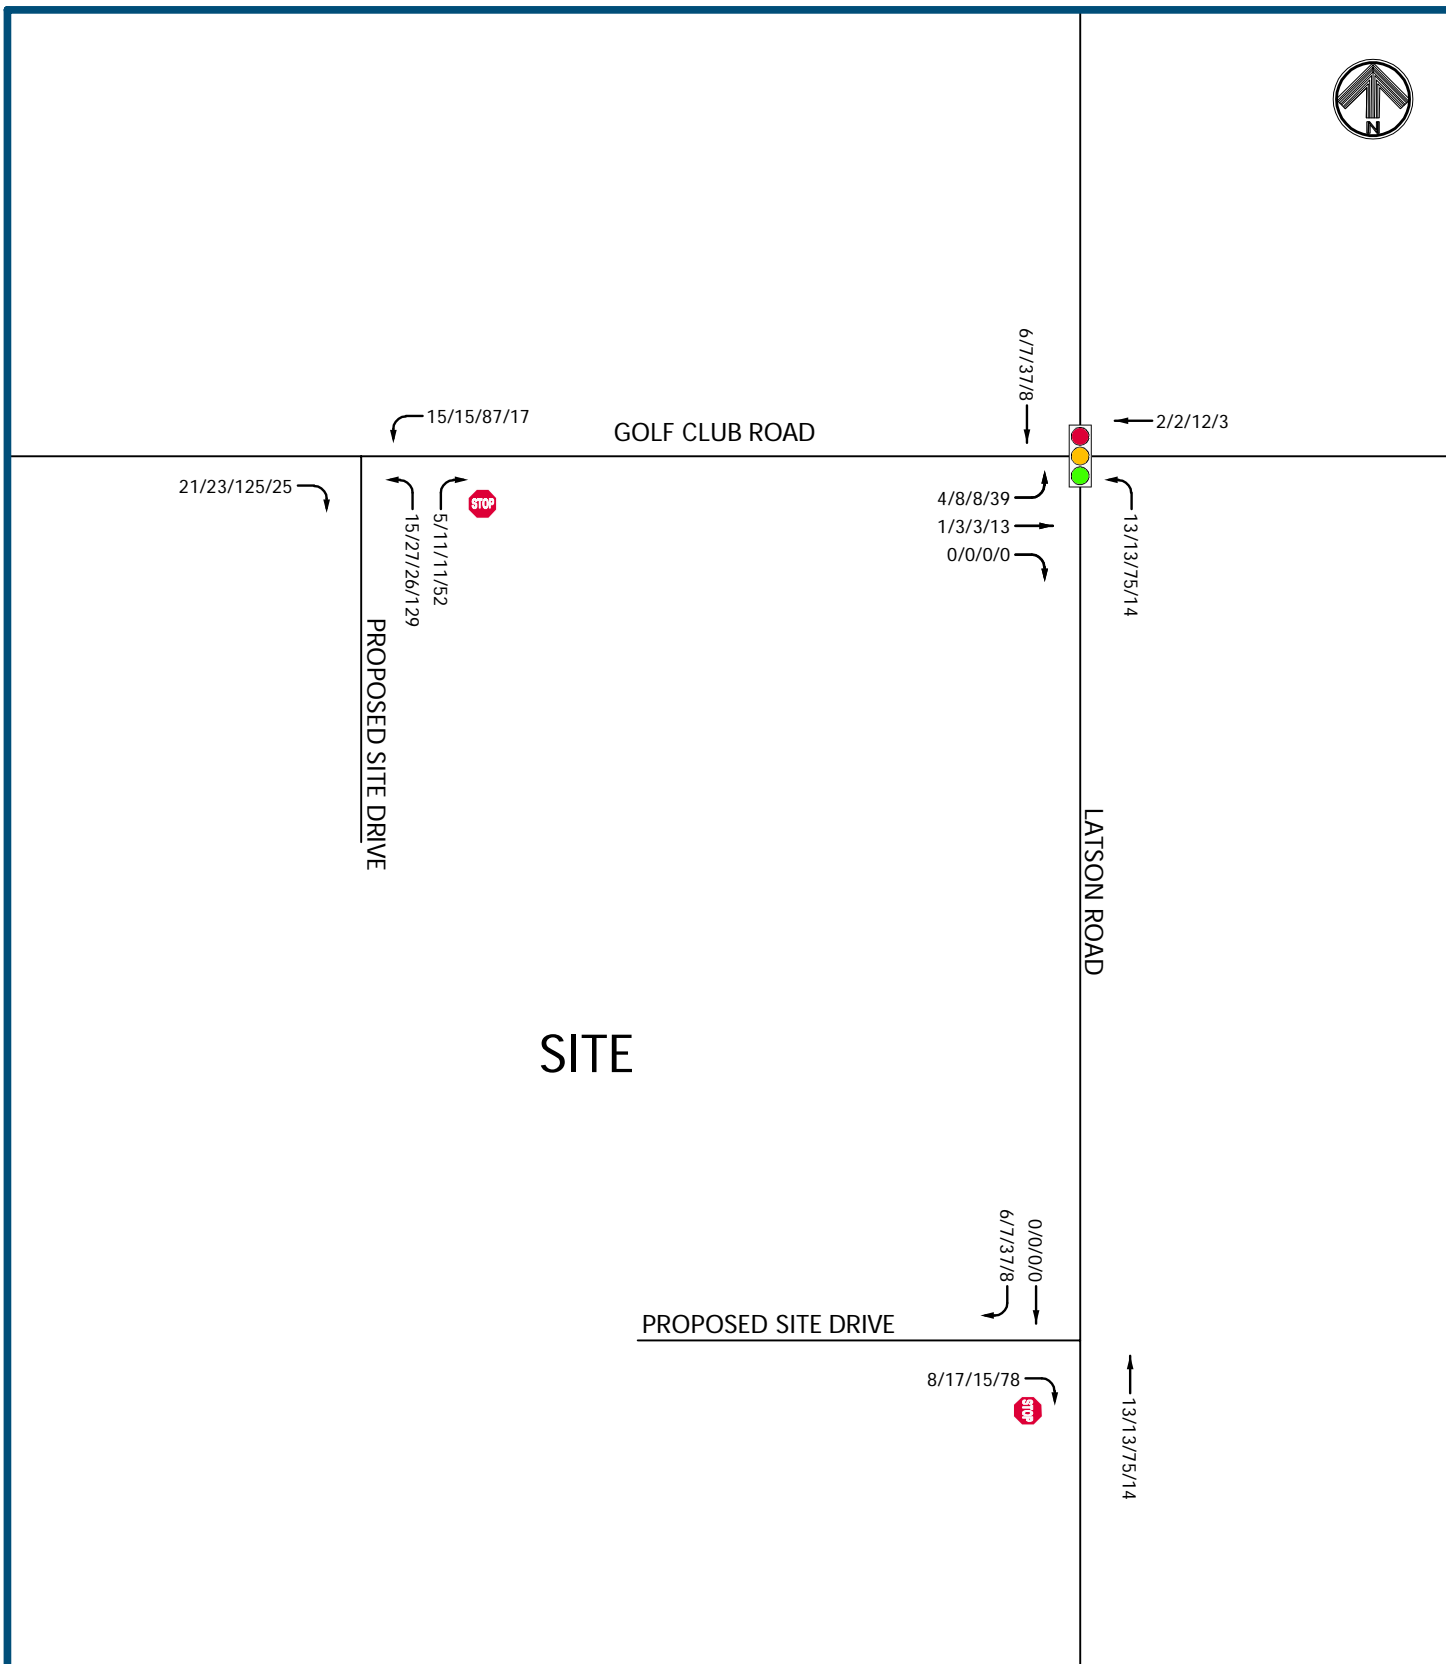 N
6/7/37/8
15/15/87/17
GOLF CLUB ROAD
2/2/12/3
21/23/125/25
STOP
4/8/8/39
1/3/3/13
0/0/0/0
15/27/26/129
5/11/11/52
13/13/75/14
PROPOSED SITE DRIVE
LATSON ROAD
SITE
6/7/37/8
0/0/0/0
PROPOSED SITE DRIVE
8/17/15/78
STOP
13/13/75/14